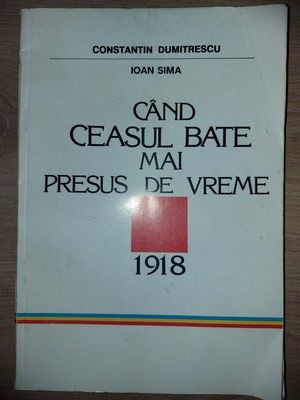 CONSTANTIN DUMITRESCU
IOAN SIMA
CÂND
CEASUL BATE
MAI
PRESUS DE VREME
1918